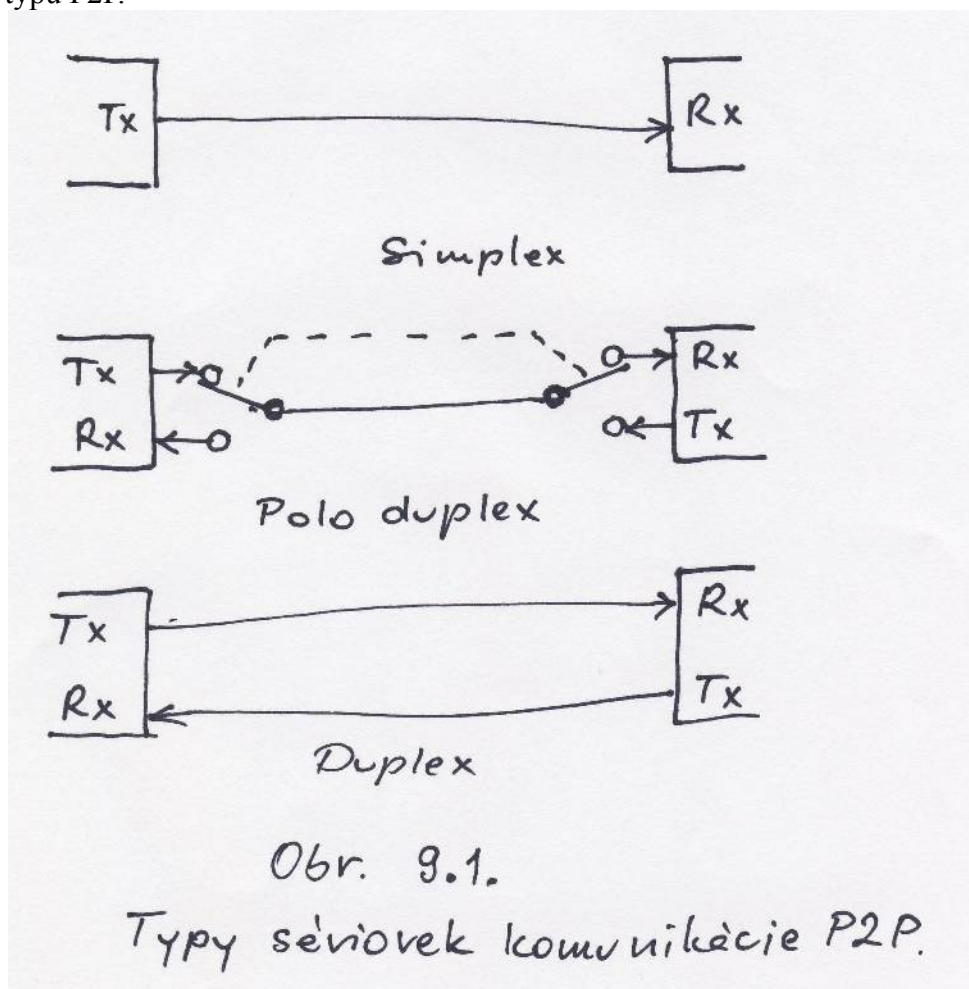 typu P2P.
Tx Rx
Simplex
Tx Rx
Rx Tx
Polo duplex
Tx Rx
Rx Tx
Duplex
Obr. 9.1.
Typy sériovek komunikácie P2P.